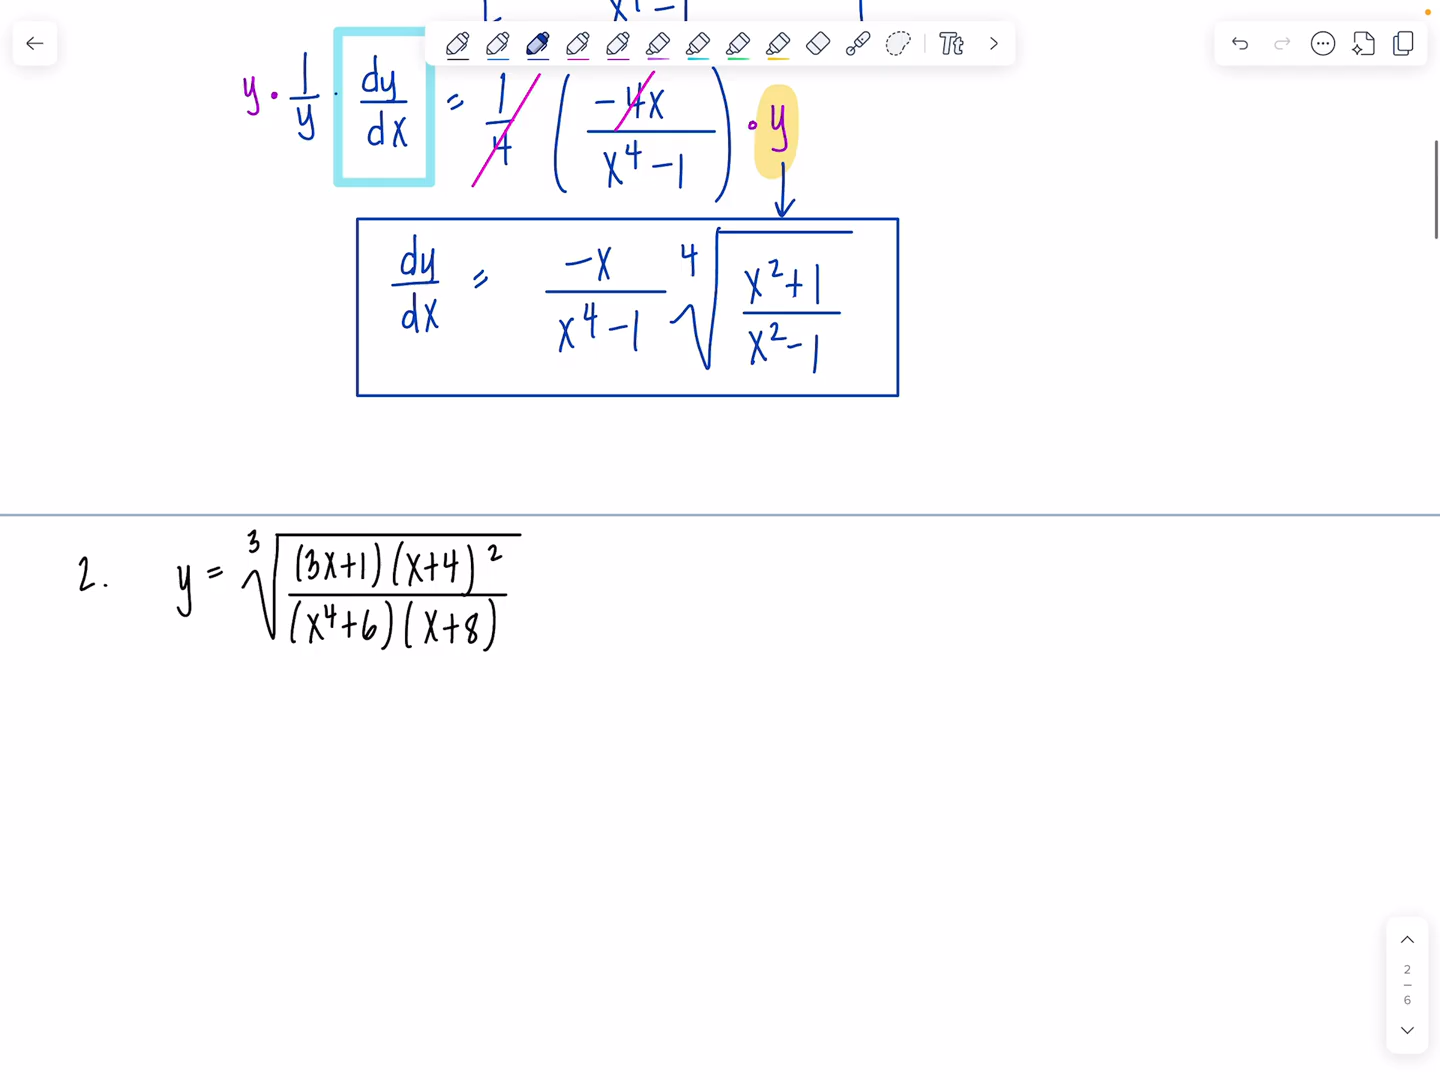 y · 1/y · dy/dx = 1/4 ( -4x / x⁴-1 ) · y
dy/dx = -x / x⁴-1 ⁴√( x²+1 / x²-1 )
2. y = ³√( (3x+1)(x+4)² / (x⁴+6)(x+8) )
Tt
2
6